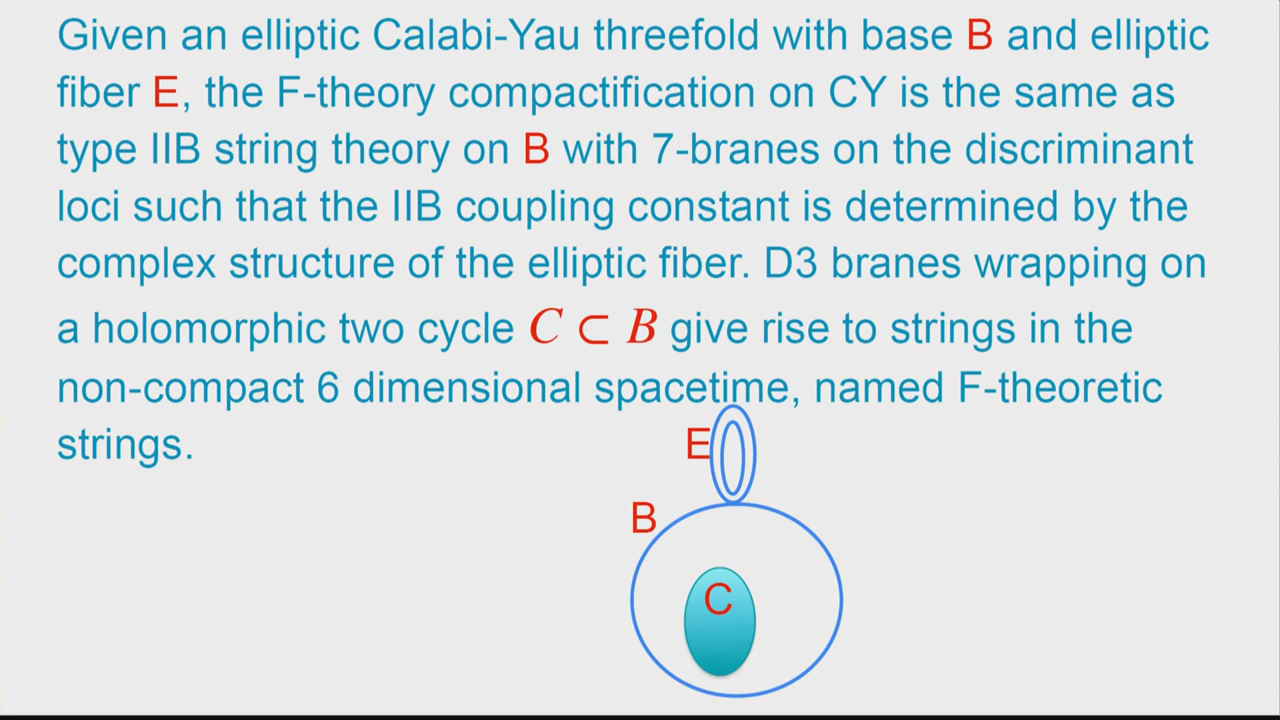 Given an elliptic Calabi-Yau threefold with base B and elliptic
fiber E, the F-theory compactification on CY is the same as
type IIB string theory on B with 7-branes on the discriminant
loci such that the IIB coupling constant is determined by the
complex structure of the elliptic fiber. D3 branes wrapping on
a holomorphic two cycle C ⊂ B give rise to strings in the
non-compact 6 dimensional spacetime, named F-theoretic
strings.
E
B
C